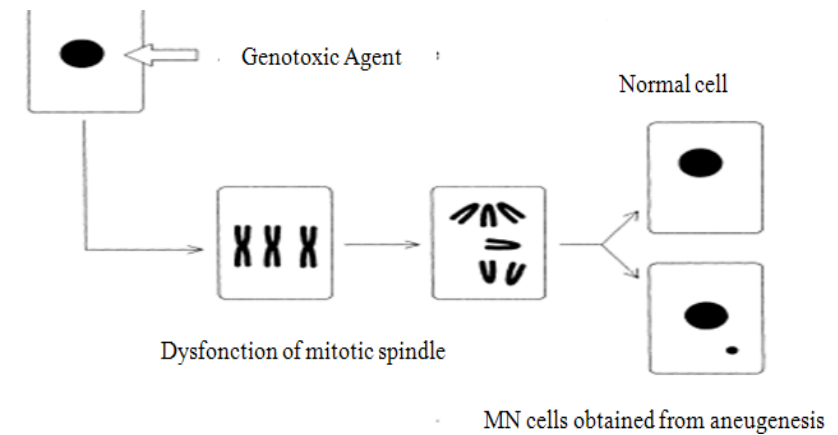 Genotoxic Agent
Normal cell
Dysfonction of mitotic spindle
MN cells obtained from aneugenesis